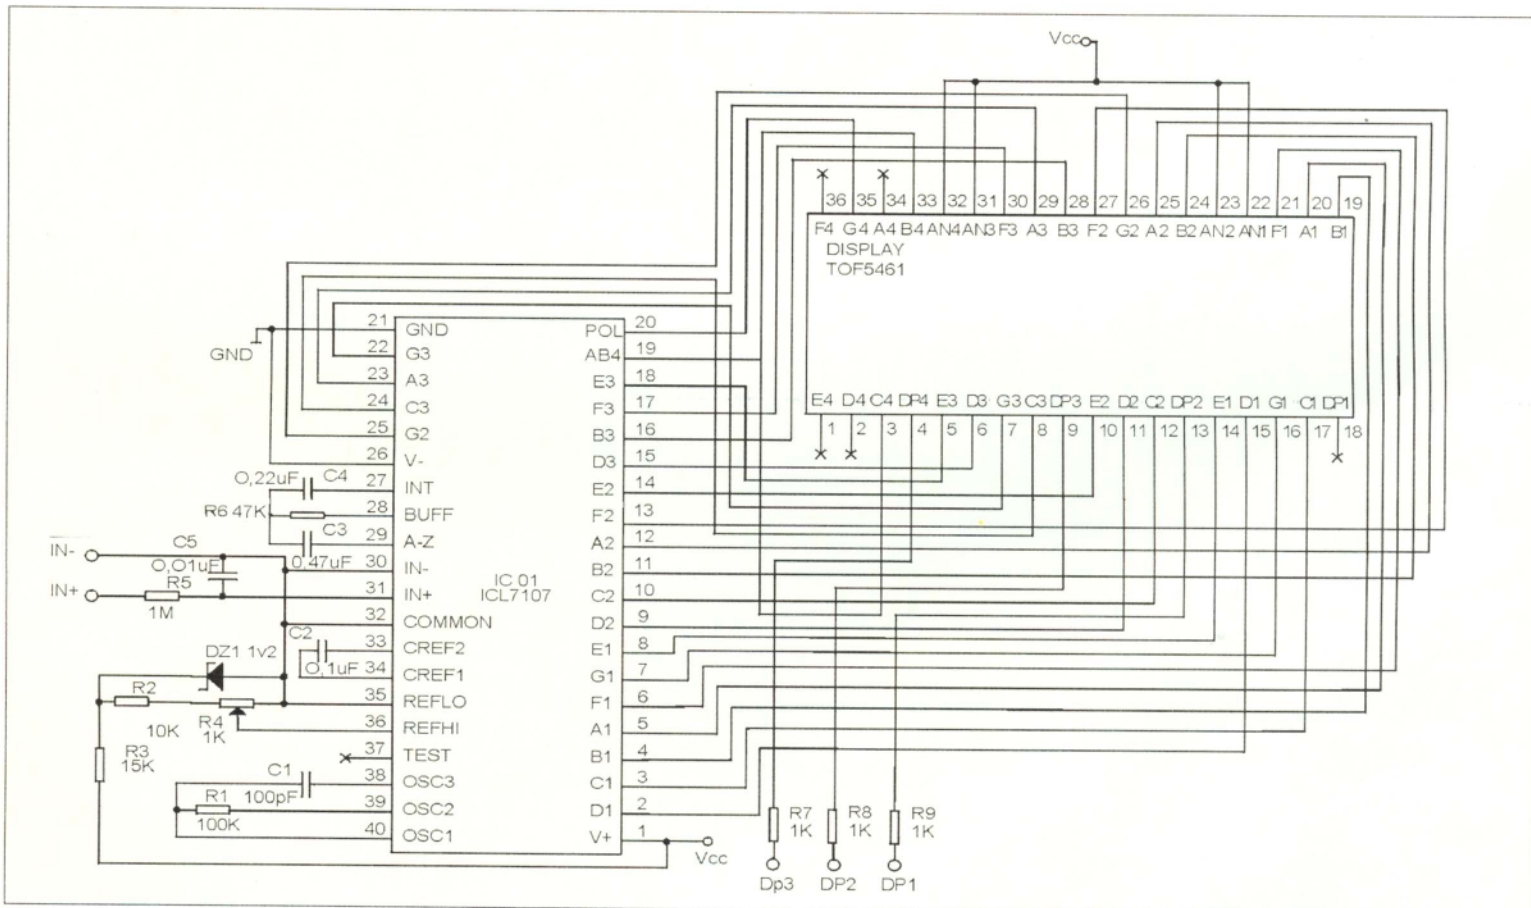 Vcc
36 35 34 33 32 31 30 29 28 27 26 25 24 23 22 21 20 19
F4 G4 A4 B4 AN4 AN3 F3 A3 B3 F2 G2 A2 B2 AN2 AN1 F1 A1 B1
DISPLAY
TOF5461
E4 D4 C4 DP4 E3 D3 G3 C3 DP3 E2 D2 C2 DP2 E1 D1 G1 C1 DP1
1 2 3 4 5 6 7 8 9 10 11 12 13 14 15 16 17 18
GND
21 GND
22 G3
23 A3
24 C3
25 G2
26 V-
27 INT
28 BUFF
29 A-Z
30 IN-
31 IN+
32 COMMON
33 CREF2
34 CREF1
35 REFLO
36 REFHI
37 TEST
38 OSC3
39 OSC2
40 OSC1
IC 01
ICL7107
POL 20
AB4 19
E3 18
F3 17
B3 16
D3 15
E2 14
F2 13
A2 12
B2 11
C2 10
D2 9
E1 8
G1 7
F1 6
A1 5
B1 4
C1 3
D1 2
V+ 1
0,22uF C4
R6 47K
C3
0,47uF
C5
0,01uF
IN-
IN+
R5
1M
C2
0,1uF
DZ1 1v2
R2
10K
R4
1K
R3
15K
C1
100pF
R1
100K
Vcc
R7
1K
R8
1K
R9
1K
Dp3
DP2
DP1